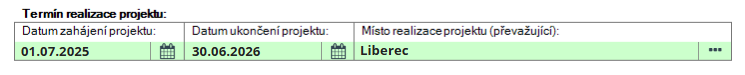 Termín realizace projektu:
Datum zahájení projektu: Datum ukončení projektu: Místo realizace projektu (převažující):
01.07.2025 30.06.2026 Liberec